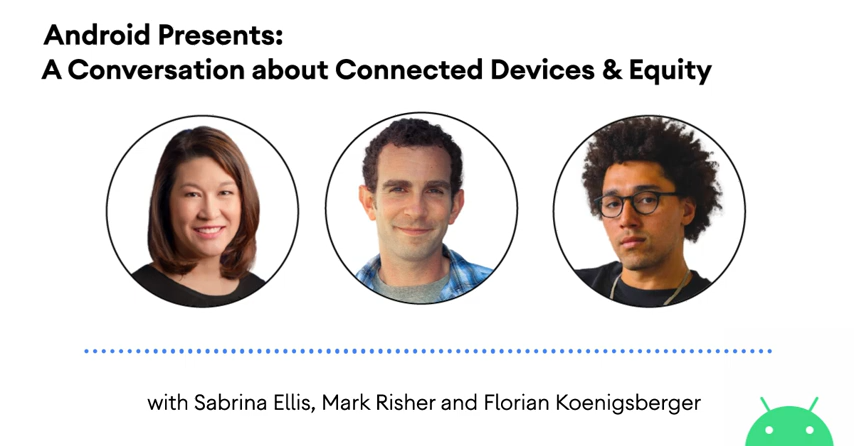 Android Presents:
A Conversation about Connected Devices & Equity
with Sabrina Ellis, Mark Risher and Florian Koenigsberger